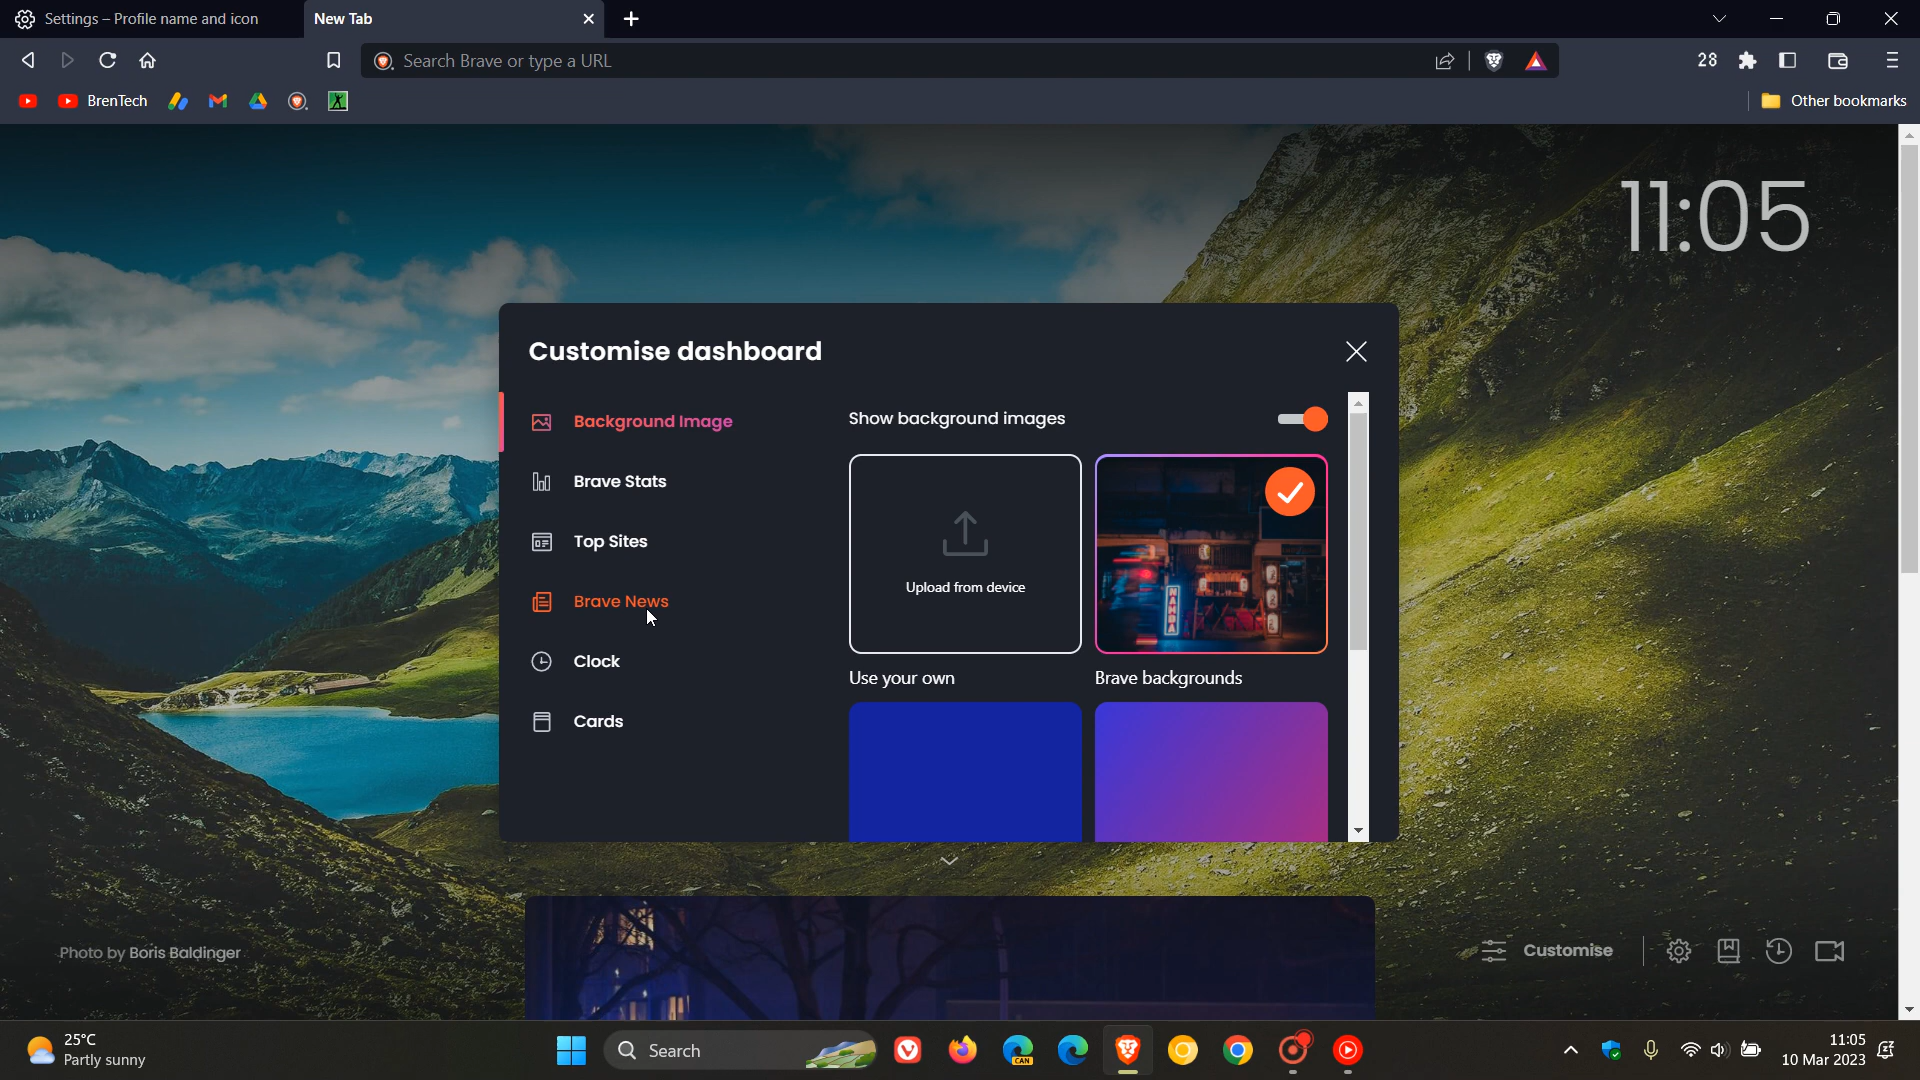 Settings – Profile name and icon
New Tab
Search Brave or type a URL
28
BrenTech
Other bookmarks
11:05
Customise dashboard
Background Image
Show background images
Brave Stats
Top Sites
Upload from device
NAMDA
Brave News
Use your own
Brave backgrounds
Clock
Cards
Photo by Boris Baldinger
Customise
25°C
Partly sunny
Search
CAN
11:05
10 Mar 2023